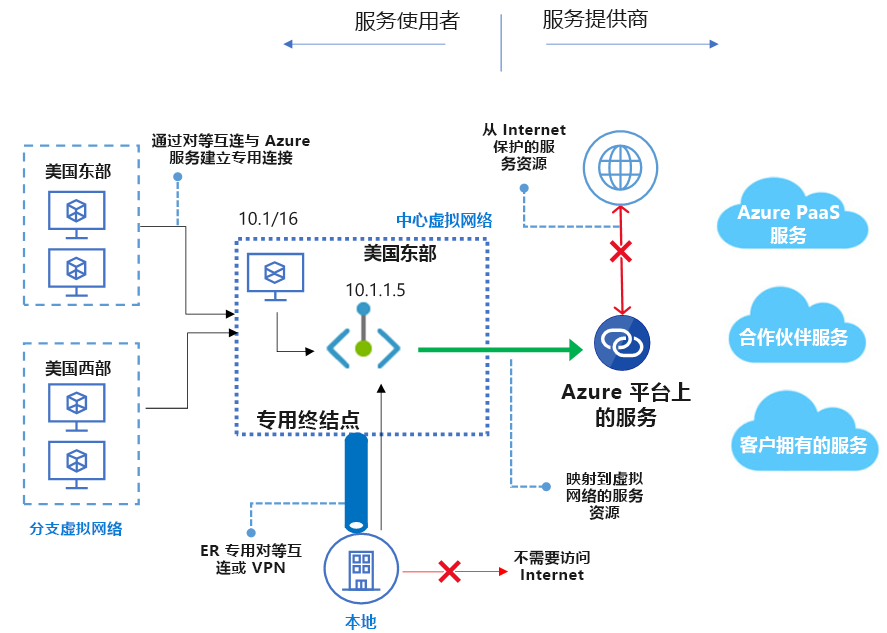 服务使用者
服务提供商
通过对等互连与 Azure
服务建立专用连接
从 Internet
保护的服
务资源
美国东部
Azure PaaS
服务
10.1/16
中心虚拟网络
美国东部
10.1.1.5
合作伙伴服务
美国西部
Azure 平台上
的服务
专用终结点
客户拥有的服务
映射到虚拟
网络的服务
资源
分支虚拟网络
ER 专用对等互
连或 VPN
不需要访问
Internet
本地